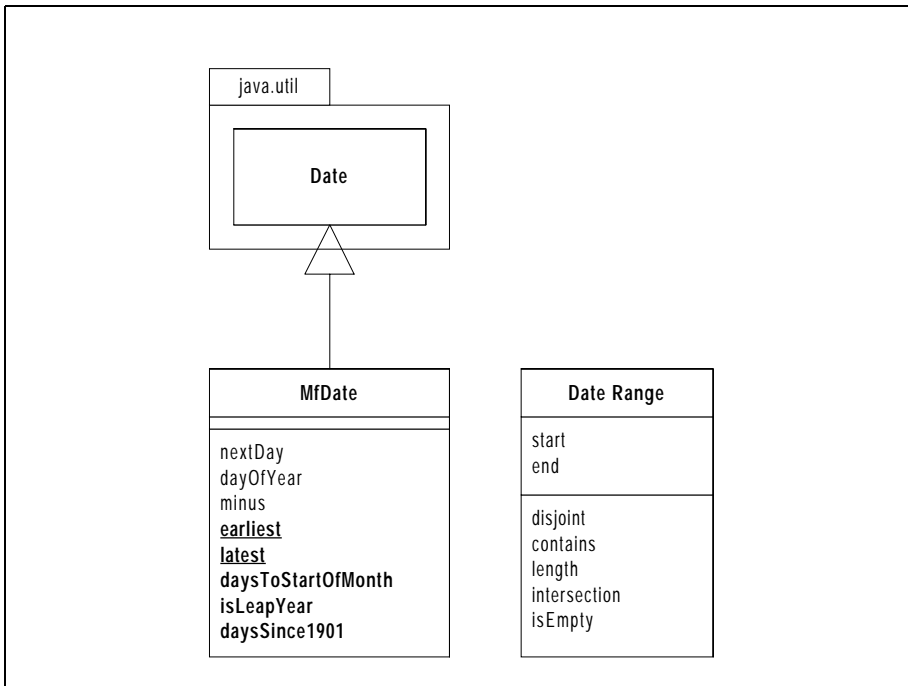 java.util
Date
MfDate
nextDay
dayOfYear
minus
earliest
latest
daysToStartOfMonth
isLeapYear
daysSince1901
Date Range
start
end
disjoint
contains
length
intersection
isEmpty